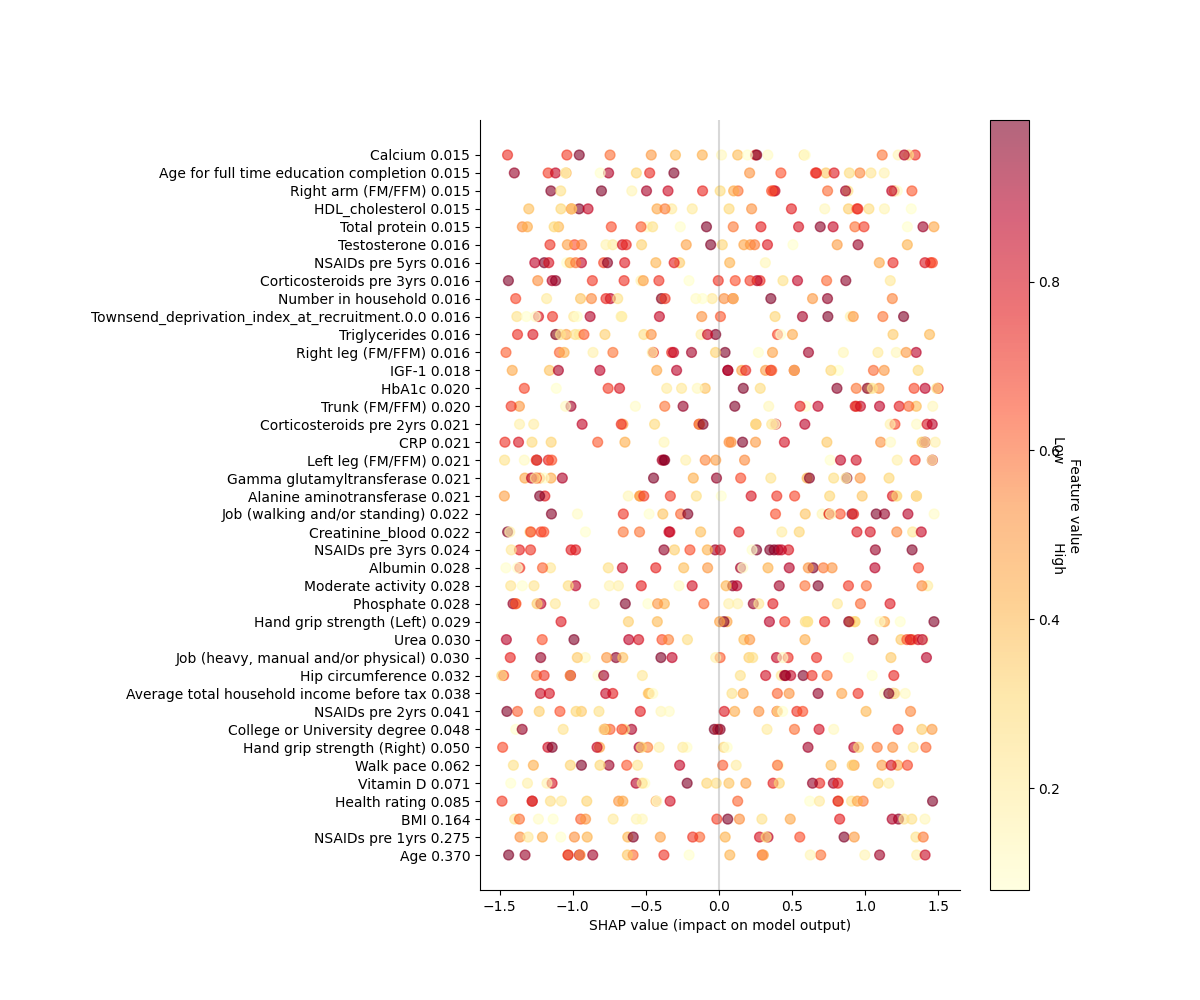 Calcium 0.015
Age for full time education completion 0.015
Right arm (FM/FFM) 0.015
HDL_cholesterol 0.015
Total protein 0.015
Testosterone 0.016
NSAIDs pre 5yrs 0.016
Corticosteroids pre 3yrs 0.016
Number in household 0.016
Townsend_deprivation_index_at_recruitment.0.0 0.016
Triglycerides 0.016
Right leg (FM/FFM) 0.016
IGF-1 0.018
HbA1c 0.020
Trunk (FM/FFM) 0.020
Corticosteroids pre 2yrs 0.021
CRP 0.021
Left leg (FM/FFM) 0.021
Gamma glutamyltransferase 0.021
Alanine aminotransferase 0.021
Job (walking and/or standing) 0.022
Creatinine_blood 0.022
NSAIDs pre 3yrs 0.024
Albumin 0.028
Moderate activity 0.028
Phosphate 0.028
Hand grip strength (Left) 0.029
Urea 0.030
Job (heavy, manual and/or physical) 0.030
Hip circumference 0.032
Average total household income before tax 0.038
NSAIDs pre 2yrs 0.041
College or University degree 0.048
Hand grip strength (Right) 0.050
Walk pace 0.062
Vitamin D 0.071
Health rating 0.085
BMI 0.164
NSAIDs pre 1yrs 0.275
Age 0.370
−1.5 −1.0 −0.5 0.0 0.5 1.0 1.5
SHAP value (impact on model output)
0.8
0.6
0.4
0.2
Low
High
Feature value